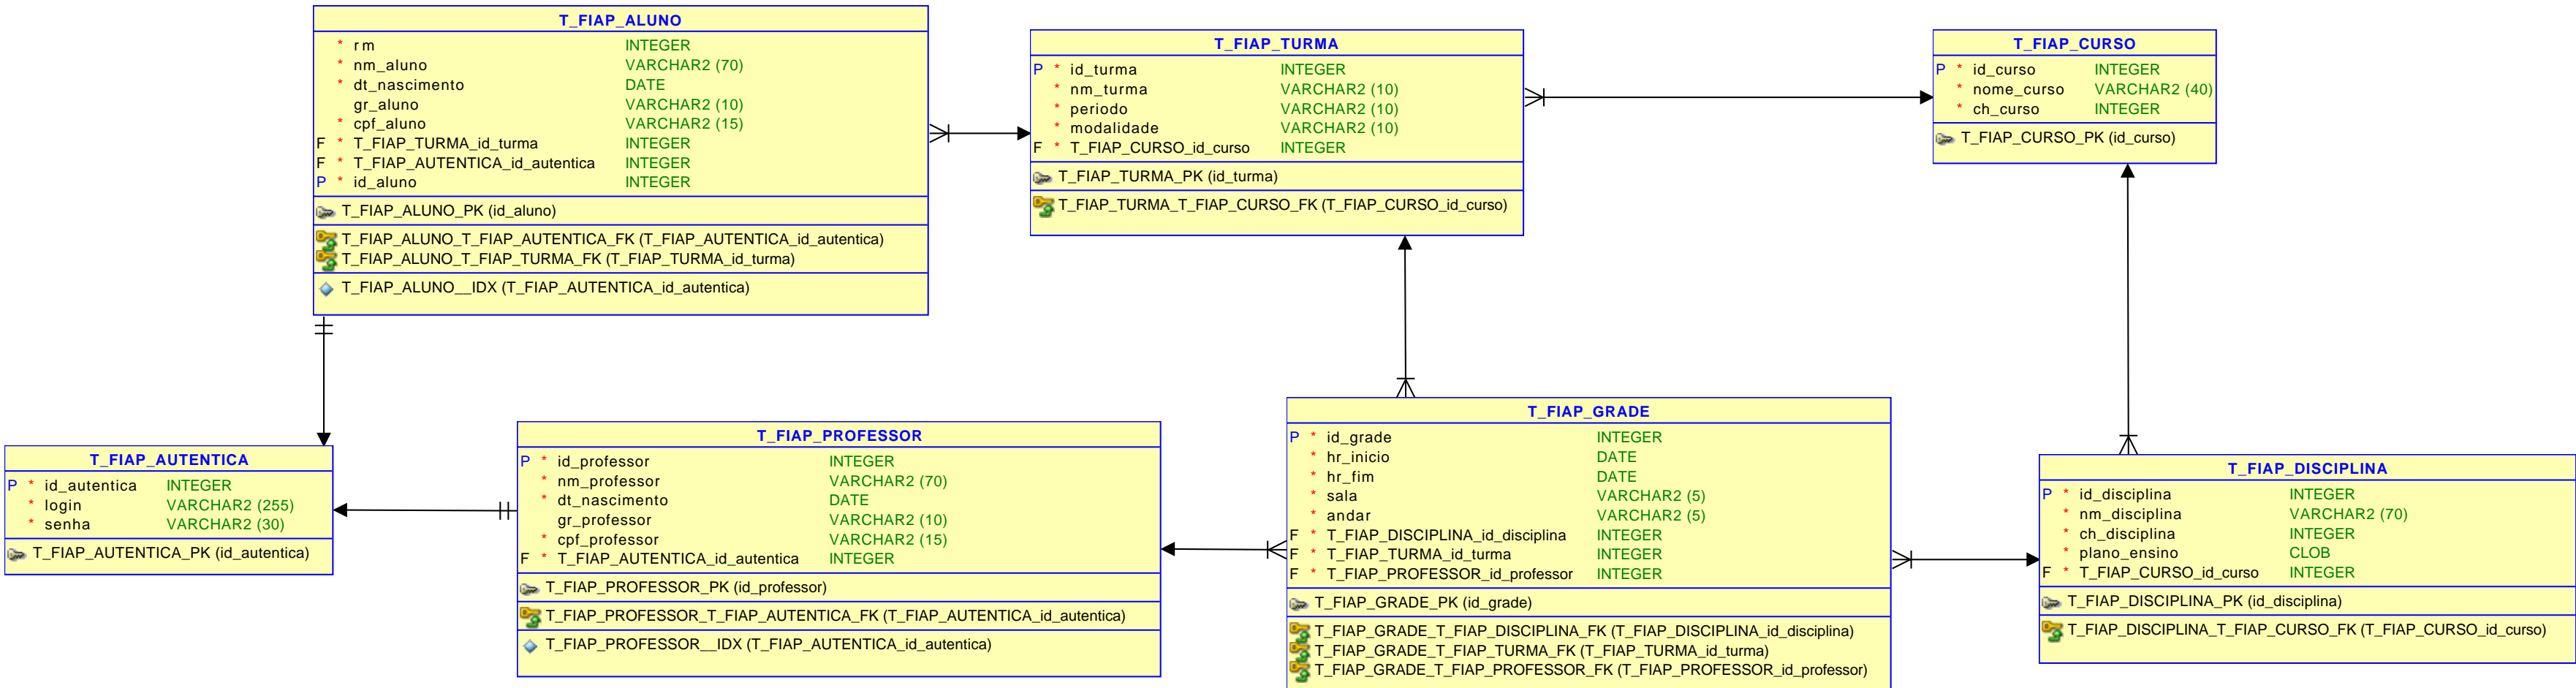 T_FIAP_ALUNO
* rm INTEGER
* nm_aluno VARCHAR2 (70)
* dt_nascimento DATE
gr_aluno VARCHAR2 (10)
* cpf_aluno VARCHAR2 (15)
F * T_FIAP_TURMA_id_turma INTEGER
F * T_FIAP_AUTENTICA_id_autentica INTEGER
P * id_aluno INTEGER
T_FIAP_ALUNO_PK (id_aluno)
T_FIAP_ALUNO_T_FIAP_AUTENTICA_FK (T_FIAP_AUTENTICA_id_autentica)
T_FIAP_ALUNO_T_FIAP_TURMA_FK (T_FIAP_TURMA_id_turma)
T_FIAP_ALUNO__IDX (T_FIAP_AUTENTICA_id_autentica)
T_FIAP_TURMA
P * id_turma INTEGER
* nm_turma VARCHAR2 (10)
* periodo VARCHAR2 (10)
* modalidade VARCHAR2 (10)
F * T_FIAP_CURSO_id_curso INTEGER
T_FIAP_TURMA_PK (id_turma)
T_FIAP_TURMA_T_FIAP_CURSO_FK (T_FIAP_CURSO_id_curso)
T_FIAP_CURSO
P * id_curso INTEGER
* nome_curso VARCHAR2 (40)
* ch_curso INTEGER
T_FIAP_CURSO_PK (id_curso)
T_FIAP_AUTENTICA
P * id_autentica INTEGER
* login VARCHAR2 (255)
* senha VARCHAR2 (30)
T_FIAP_AUTENTICA_PK (id_autentica)
T_FIAP_PROFESSOR
P * id_professor INTEGER
* nm_professor VARCHAR2 (70)
* dt_nascimento DATE
gr_professor VARCHAR2 (10)
* cpf_professor VARCHAR2 (15)
F * T_FIAP_AUTENTICA_id_autentica INTEGER
T_FIAP_PROFESSOR_PK (id_professor)
T_FIAP_PROFESSOR_T_FIAP_AUTENTICA_FK (T_FIAP_AUTENTICA_id_autentica)
T_FIAP_PROFESSOR__IDX (T_FIAP_AUTENTICA_id_autentica)
T_FIAP_GRADE
P * id_grade INTEGER
* hr_inicio DATE
* hr_fim DATE
* sala VARCHAR2 (5)
* andar VARCHAR2 (5)
F * T_FIAP_DISCIPLINA_id_disciplina INTEGER
F * T_FIAP_TURMA_id_turma INTEGER
F * T_FIAP_PROFESSOR_id_professor INTEGER
T_FIAP_GRADE_PK (id_grade)
T_FIAP_GRADE_T_FIAP_DISCIPLINA_FK (T_FIAP_DISCIPLINA_id_disciplina)
T_FIAP_GRADE_T_FIAP_TURMA_FK (T_FIAP_TURMA_id_turma)
T_FIAP_GRADE_T_FIAP_PROFESSOR_FK (T_FIAP_PROFESSOR_id_professor)
T_FIAP_DISCIPLINA
P * id_disciplina INTEGER
* nm_disciplina VARCHAR2 (70)
* ch_disciplina INTEGER
* plano_ensino CLOB
F * T_FIAP_CURSO_id_curso INTEGER
T_FIAP_DISCIPLINA_PK (id_disciplina)
T_FIAP_DISCIPLINA_T_FIAP_CURSO_FK (T_FIAP_CURSO_id_curso)